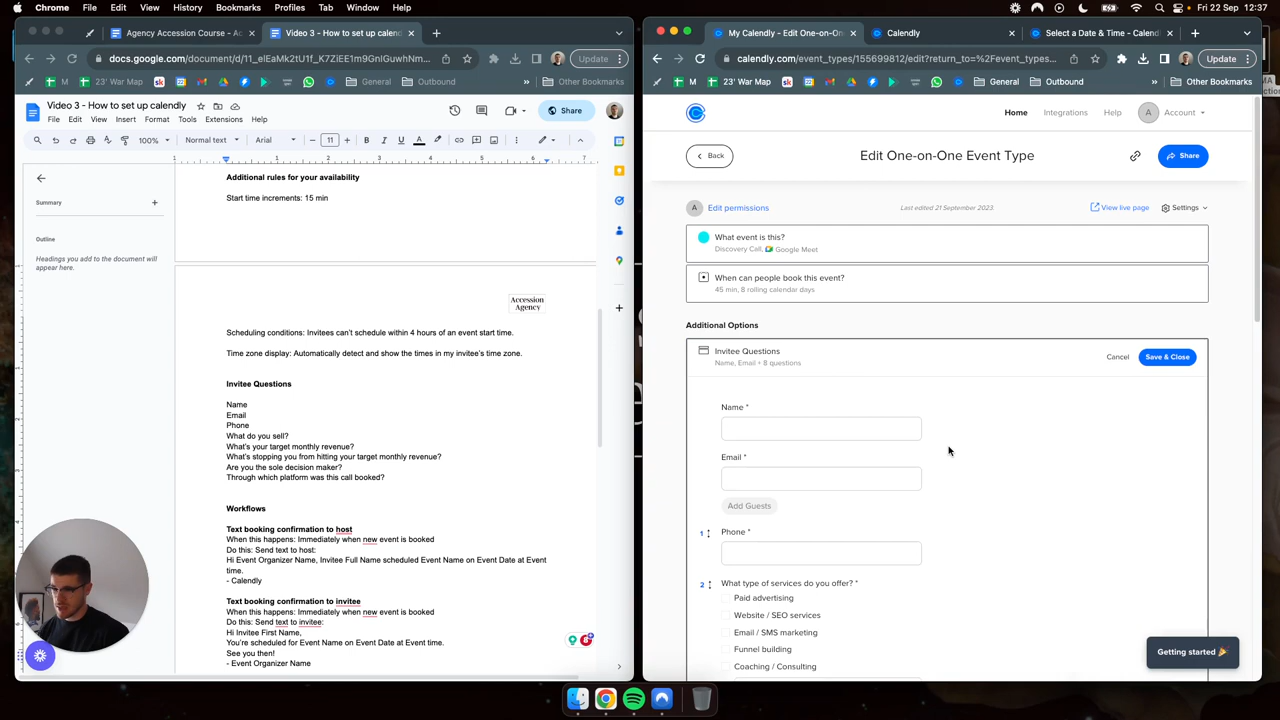 Chrome File Edit View History Bookmarks Profiles Tab Window Help
Fri 22 Sep 12:37
Agency Accession Course - Ac
Video 3 - How to set up calend
docs.google.com/document/d/11_elEaMk2tU1f_K7ZiEE1m9GnIGuwhNm...
Update
M 23' War Map General Outbound » Other Bookmarks
Video 3 - How to set up calendly
File Edit View Insert Format Tools Extensions Help
Share
100% Normal text Arial 11 B I U A
Summary
Outline
Headings you add to the document will
appear here.
Additional rules for your availability
Start time increments: 15 min
Accession
Agency
Scheduling conditions: Invitees can't schedule within 4 hours of an event start time.
Time zone display: Automatically detect and show the times in my invitee's time zone.
Invitee Questions
Name
Email
Phone
What do you sell?
What's your target monthly revenue?
What's stopping you from hitting your target monthly revenue?
Are you the sole decision maker?
Through which platform was this call booked?
Workflows
Text booking confirmation to host
When this happens: Immediately when new event is booked
Do this: Send text to host:
Hi Event Organizer Name, Invitee Full Name scheduled Event Name on Event Date at Event
time.
- Calendly
Text booking confirmation to invitee
When this happens: Immediately when new event is booked
Do this: Send text to invitee:
Hi Invitee First Name,
You're scheduled for Event Name on Event Date at Event time.
See you then!
- Event Organizer Name
My Calendly - Edit One-on-On
Calendly
Select a Date & Time - Calend
calendly.com/event_types/155699812/edit?return_to=%2Fevent_types...
Update
M 23' War Map General Outbound » Other Bookmarks
Home Integrations Help A Account
Back
Edit One-on-One Event Type
Share
A Edit permissions
Last edited 21 September 2023
View live page
Settings
What event is this?
Discovery Call, Google Meet
When can people book this event?
45 min, 8 rolling calendar days
Additional Options
Invitee Questions
Name, Email + 8 questions
Cancel
Save & Close
Name *
Email *
Add Guests
1 Phone *
2 What type of services do you offer? *
Paid advertising
Website / SEO services
Email / SMS marketing
Funnel building
Coaching / Consulting
Getting started